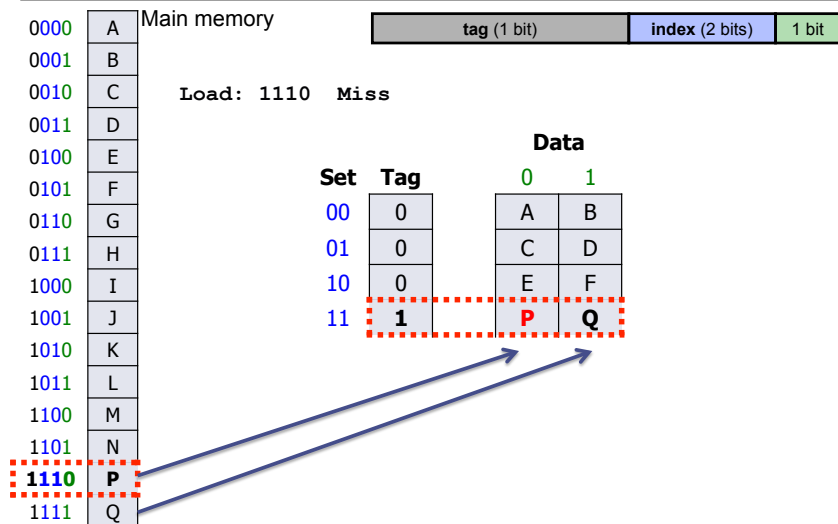 Main memory
tag (1 bit) index (2 bits) 1 bit
0000 A
0001 B
0010 C
0011 D
0100 E
0101 F
0110 G
0111 H
1000 I
1001 J
1010 K
1011 L
1100 M
1101 N
1110 P
1111 Q
Load: 1110 Miss
Data
Set Tag 0 1
00 0 A B
01 0 C D
10 0 E F
11 1 P Q